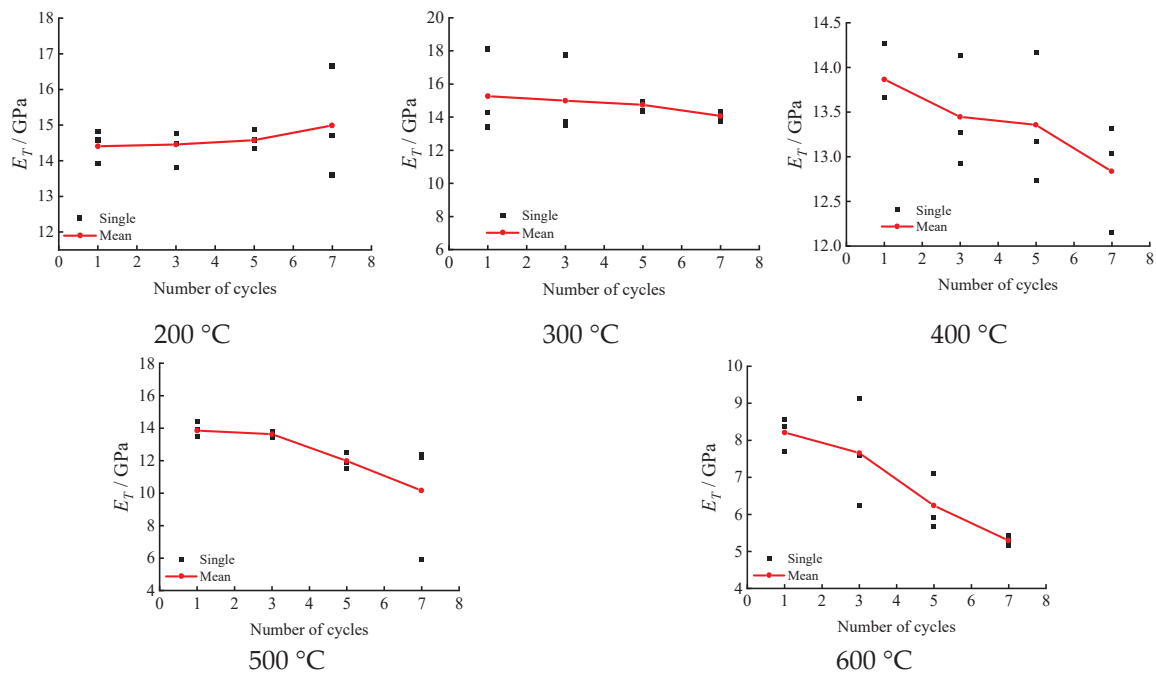 18
17
16
15
14
13
12
E_T / GPa
Single
Mean
0 1 2 3 4 5 6 7 8
Number of cycles
200 °C
20
18
16
14
12
10
8
6
E_T / GPa
Single
Mean
0 1 2 3 4 5 6 7 8
Number of cycles
300 °C
14.5
14.0
13.5
13.0
12.5
12.0
E_T / GPa
Single
Mean
0 1 2 3 4 5 6 7 8
Number of cycles
400 °C
18
16
14
12
10
8
6
4
E_T / GPa
Single
Mean
0 1 2 3 4 5 6 7 8
Number of cycles
500 °C
10
9
8
7
6
5
4
E_T / GPa
Single
Mean
0 1 2 3 4 5 6 7 8
Number of cycles
600 °C